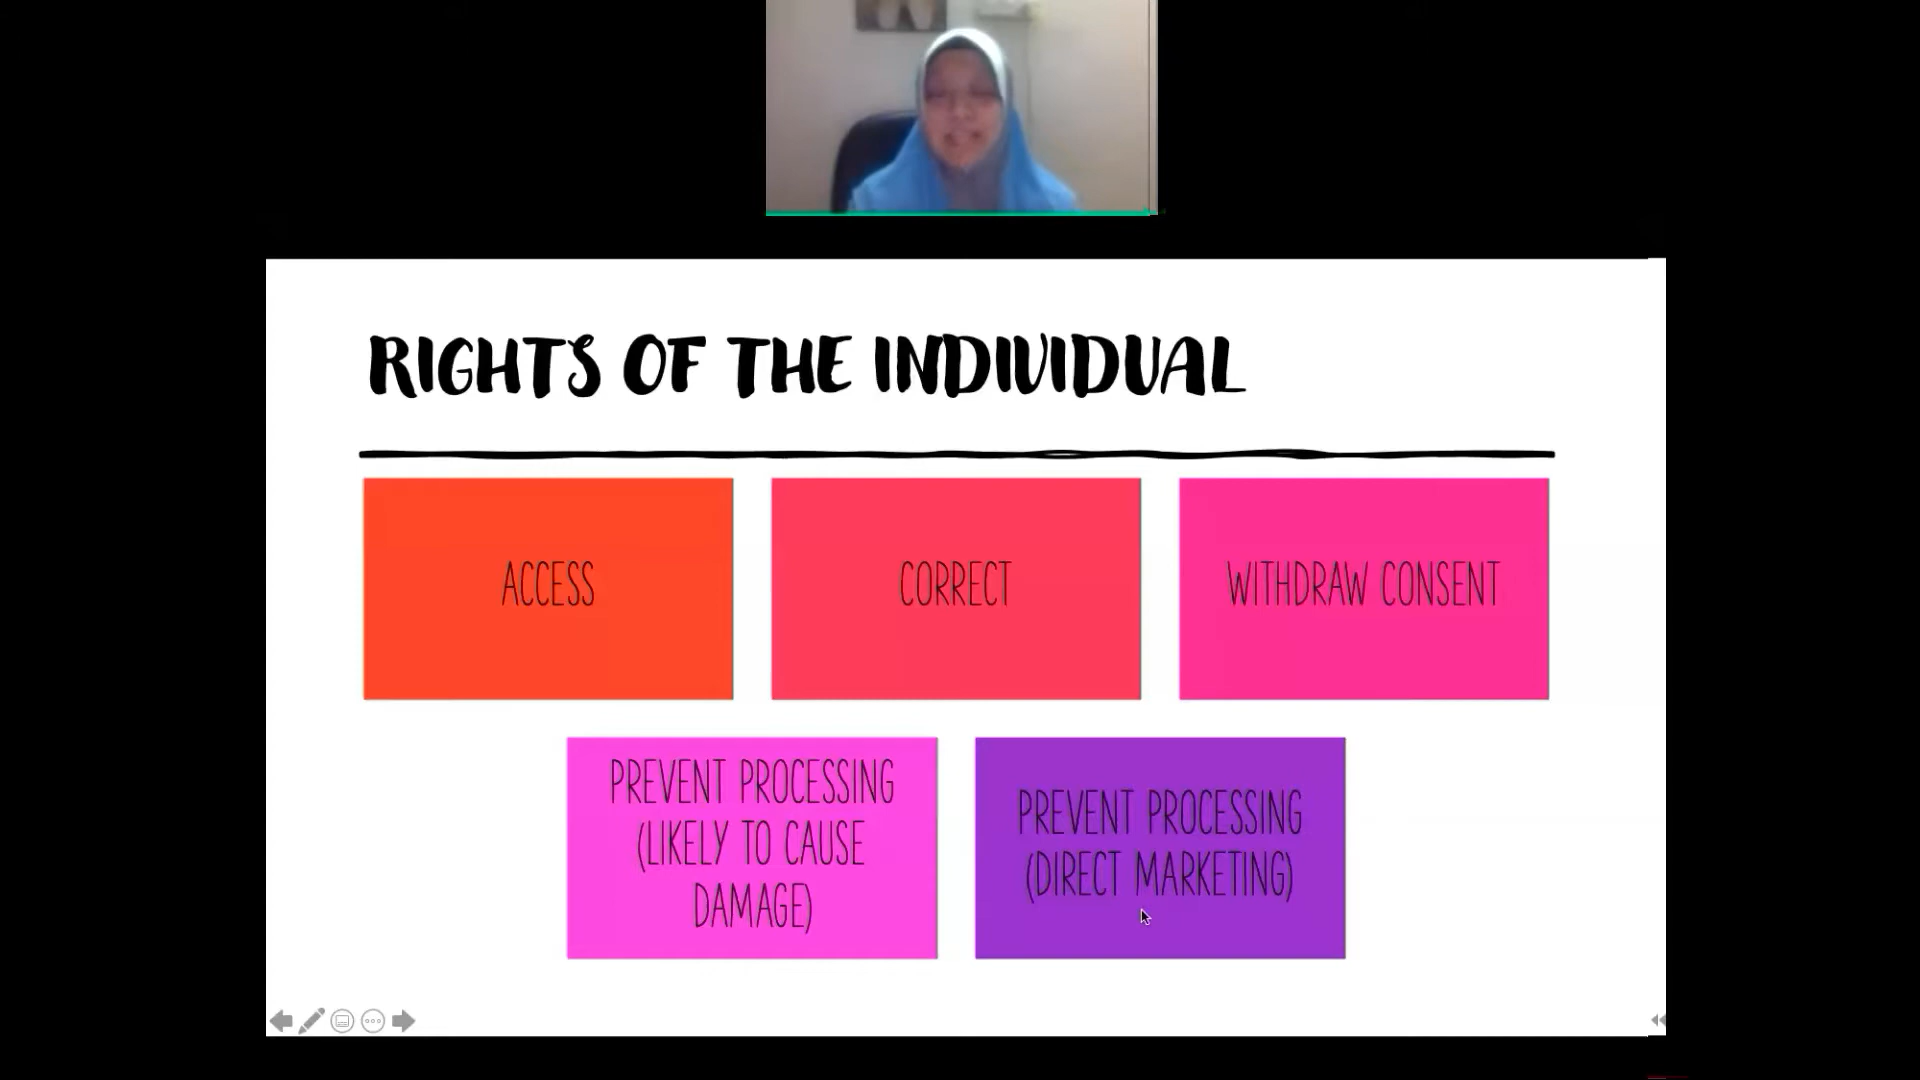 RIGHTS OF THE INDIVIDUAL
ACCESS
CORRECT
WITHDRAW CONSENT
PREVENT PROCESSING
(LIKELY TO CAUSE
DAMAGE)
PREVENT PROCESSING
(DIRECT MARKETING)